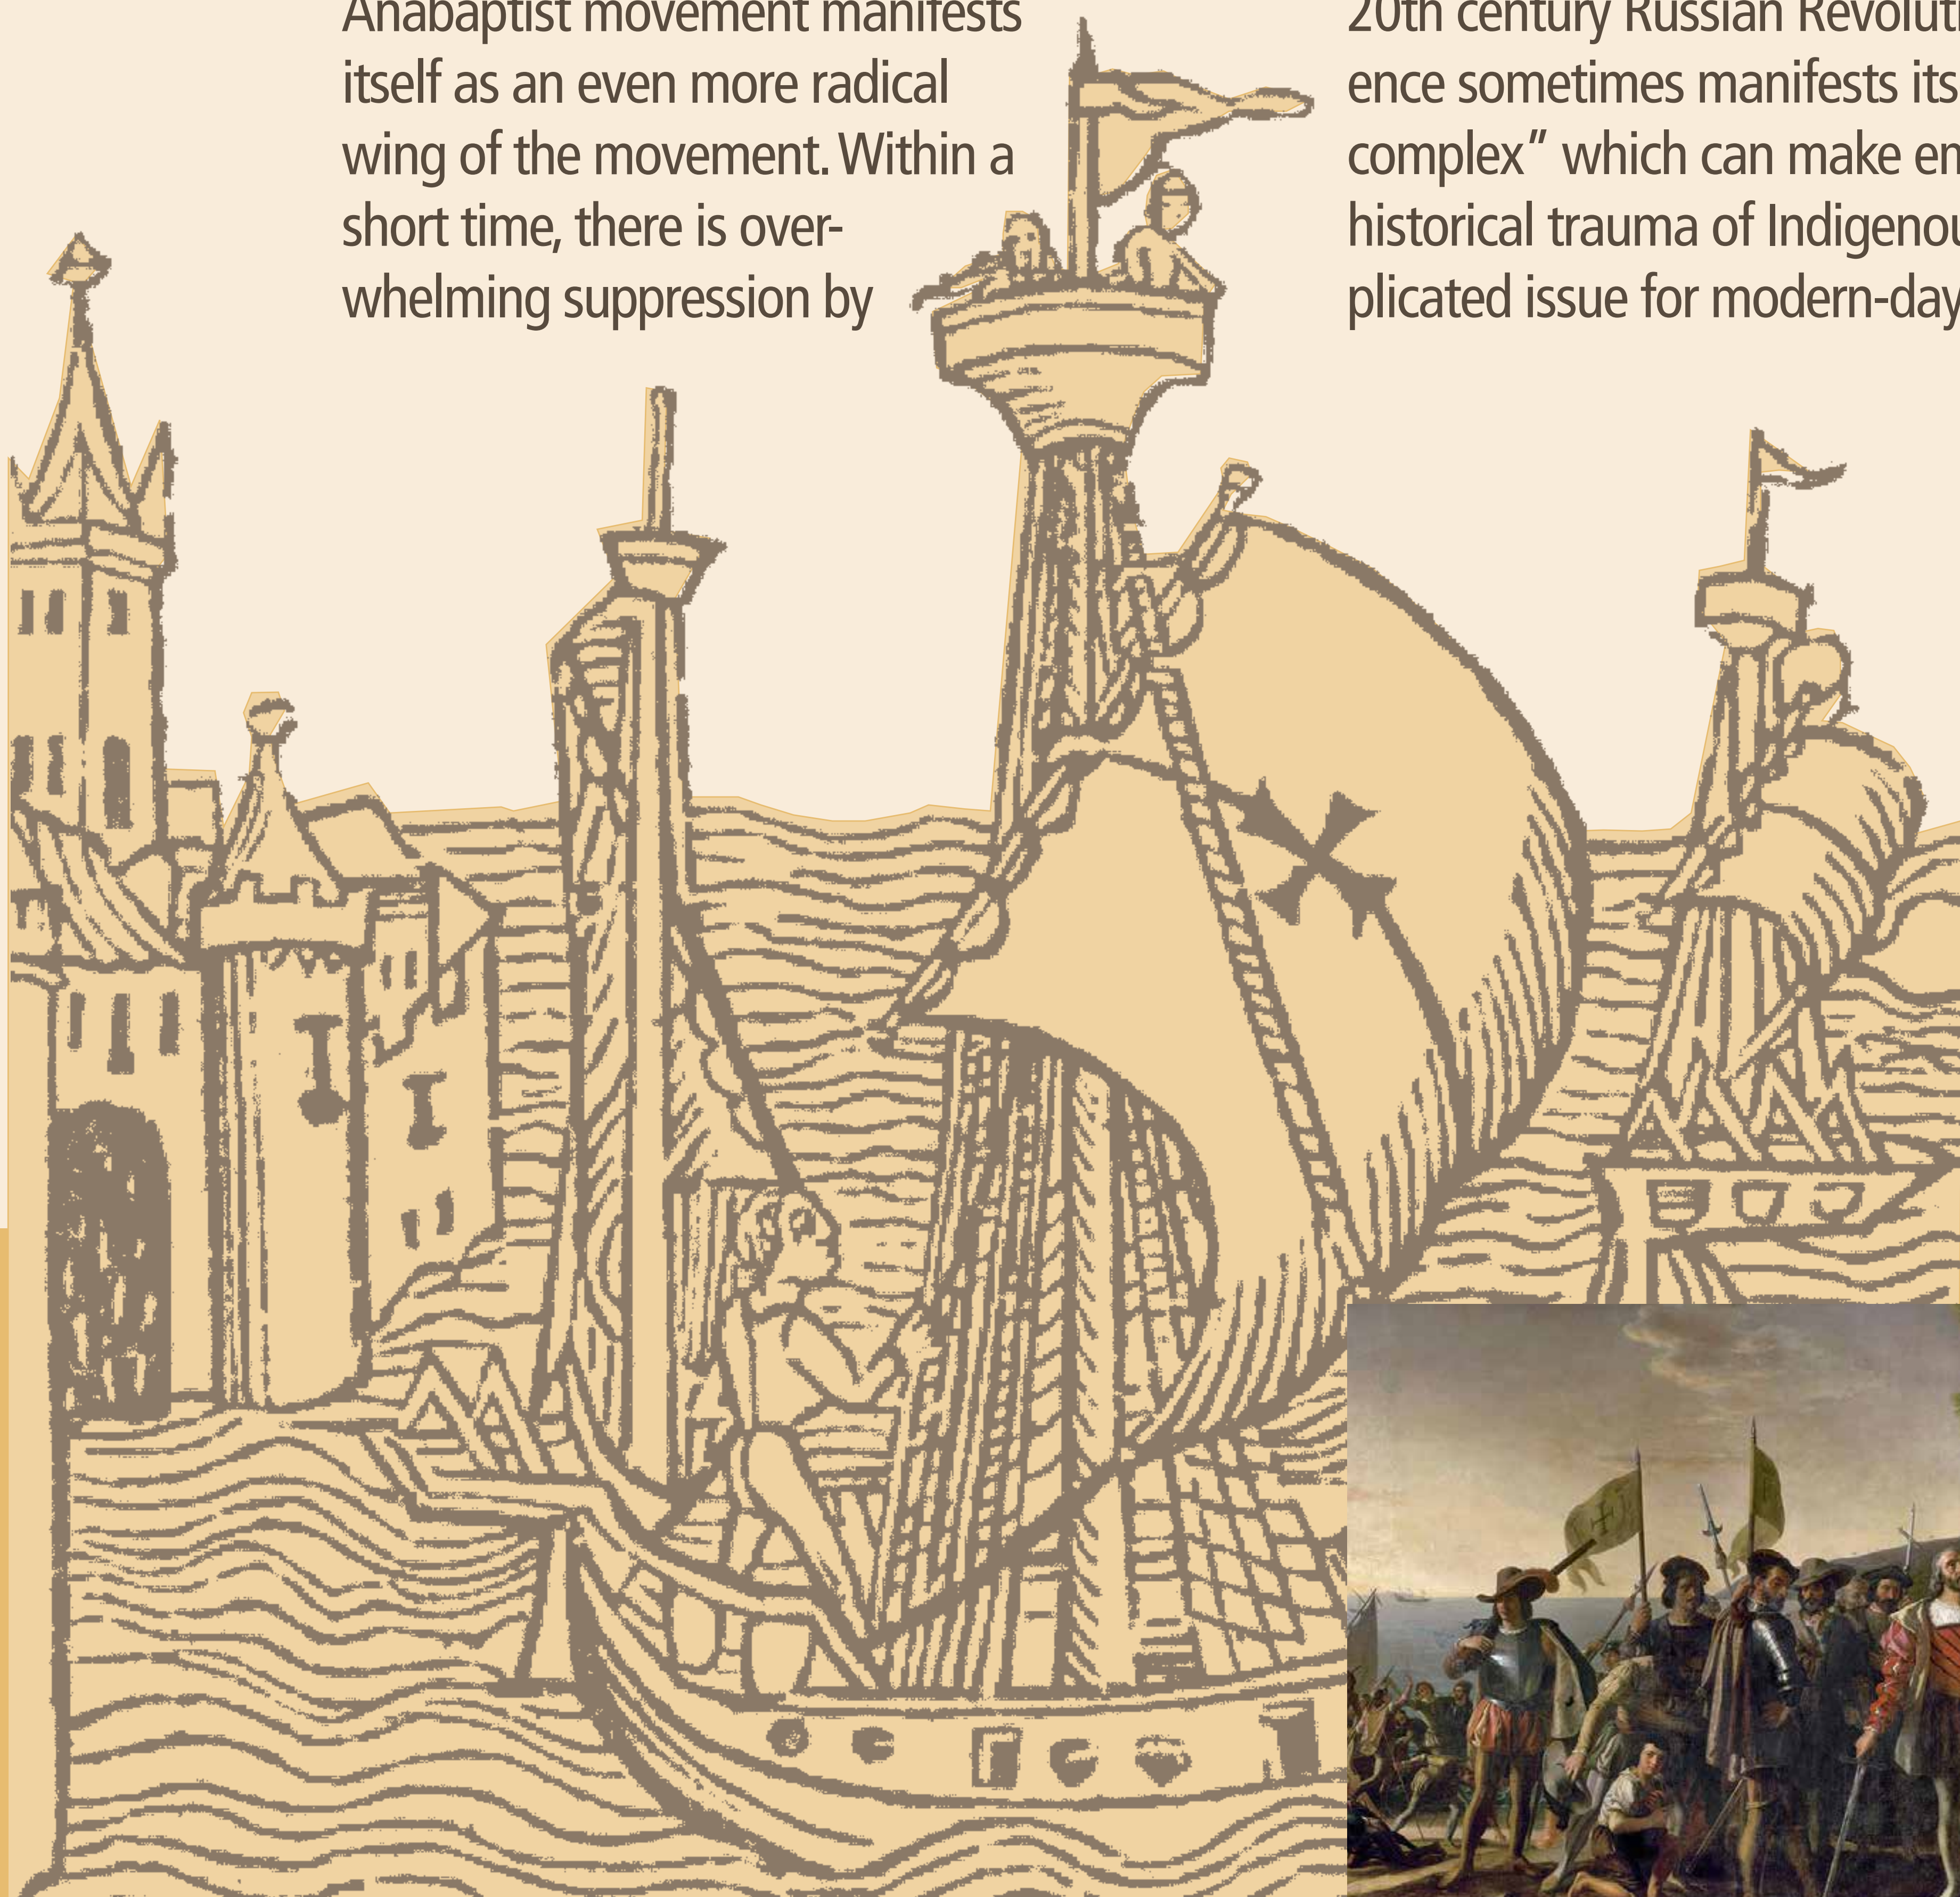 Anabaptist movement manifests
itself as an even more radical
wing of the movement. Within a
short time, there is over-
whelming suppression by
20th century Russian Revoluti
ence sometimes manifests its
complex” which can make em
historical trauma of Indigenou
plicated issue for modern-day